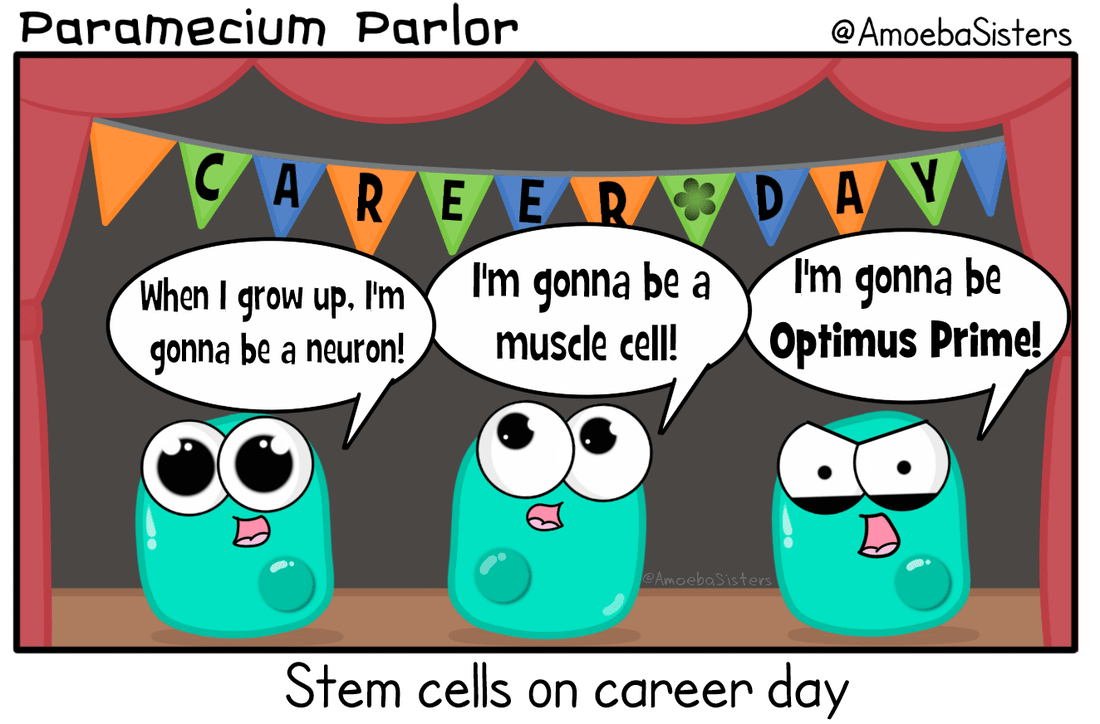 Paramecium Parlor
@AmoebaSisters
CAREER DAY
When I grow up, I'm
gonna be a neuron!
I'm gonna be a
muscle cell!
I'm gonna be
Optimus Prime!
@AmoebaSisters
Stem cells on career day